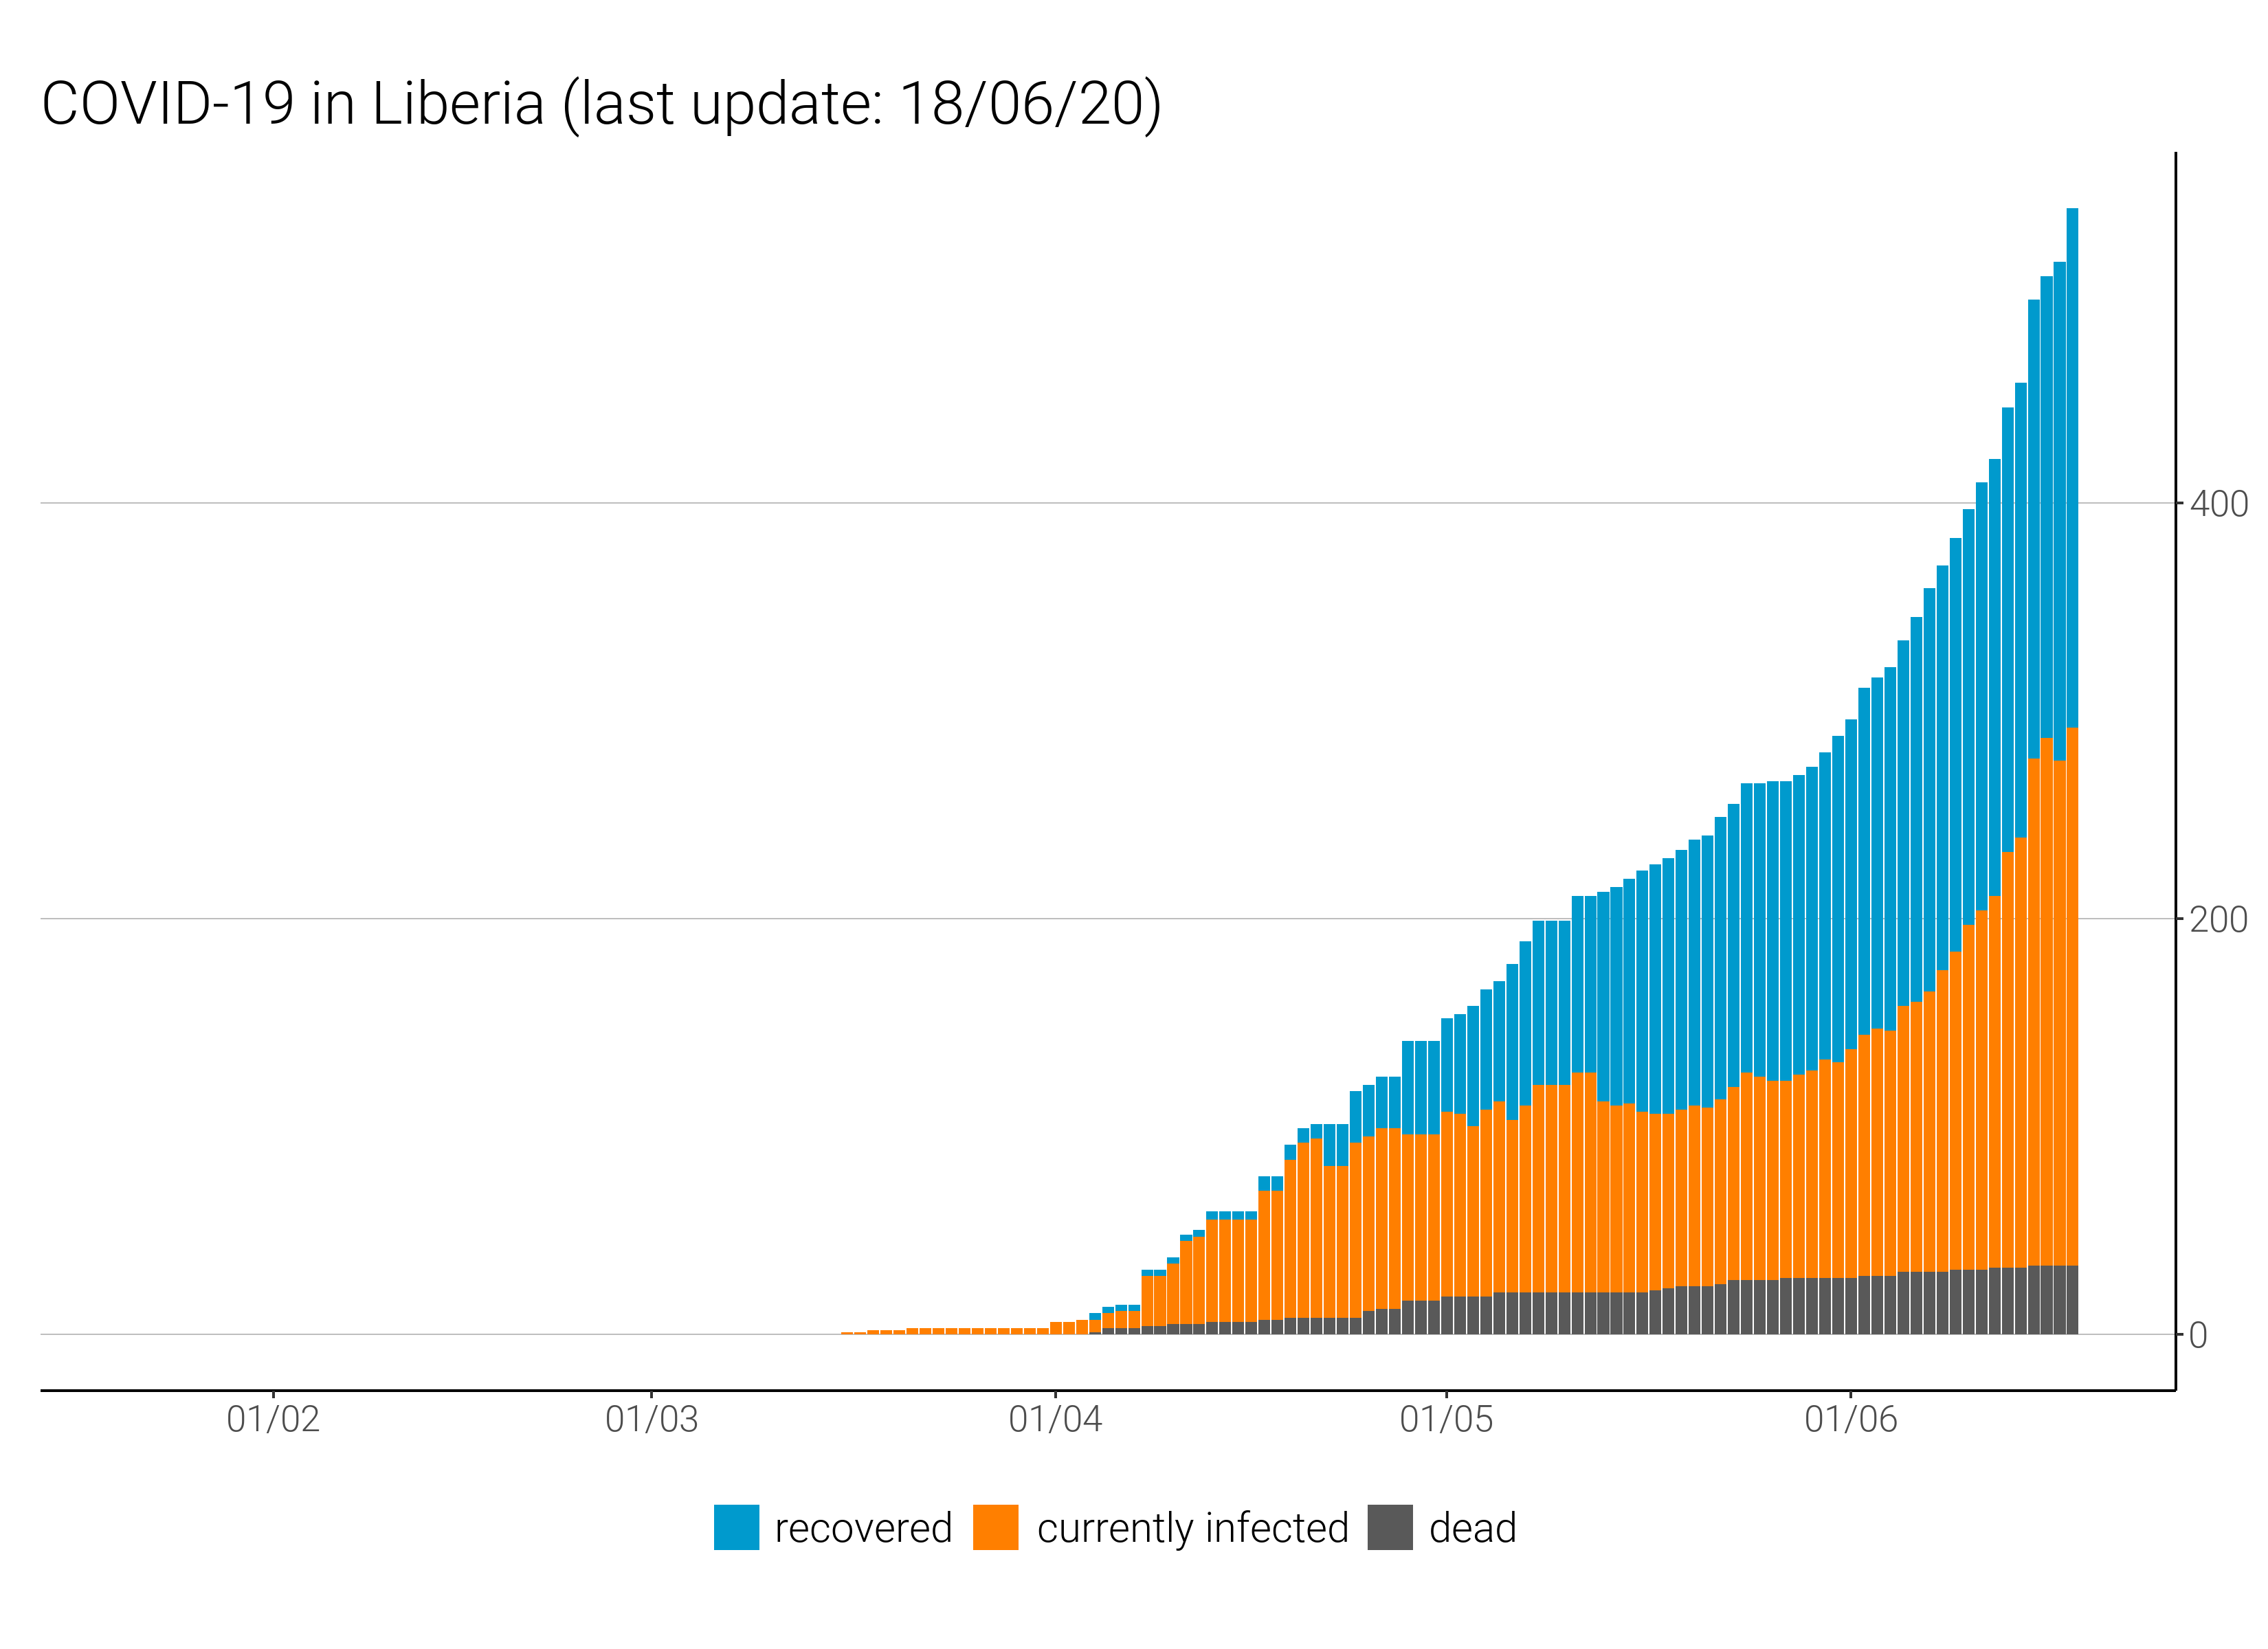 COVID-19 in Liberia (last update: 18/06/20)
400
200
0
01/02 01/03 01/04 01/05 01/06
recovered currently infected dead